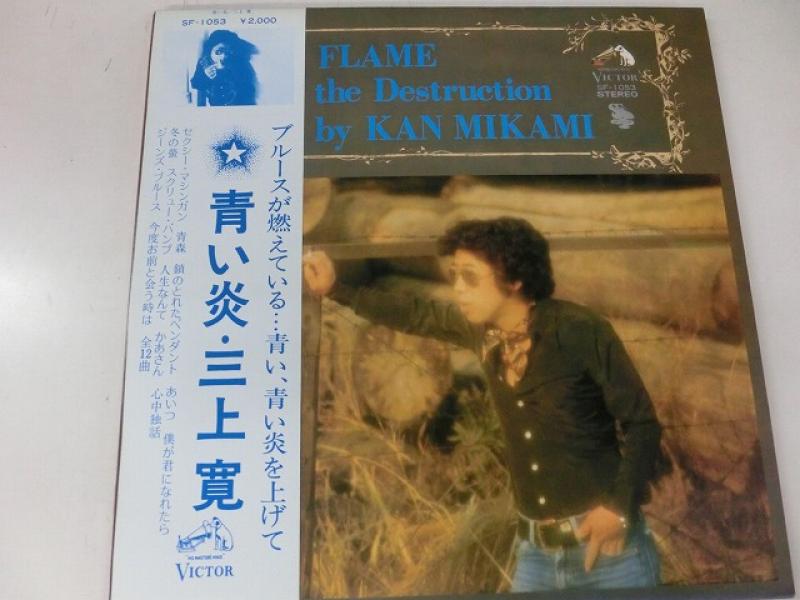 SF-1053 ¥2,000
ブルースが燃えている…青い、青い炎を上げて
青い炎・三上 寛
セクシー・マシンガン 青森 鎖のとれたペンダント あいつ 僕が君になれたら
冬の蛍 スクリュー・バンプ 人生なんて かあさん 心中独話
ジーンズ・ブルース 今度お前と会う時は 全12曲
"HIS MASTER'S VOICE"
VICTOR
FLAME
the Destruction
by KAN MIKAMI
VICTOR
SF-1053
STEREO